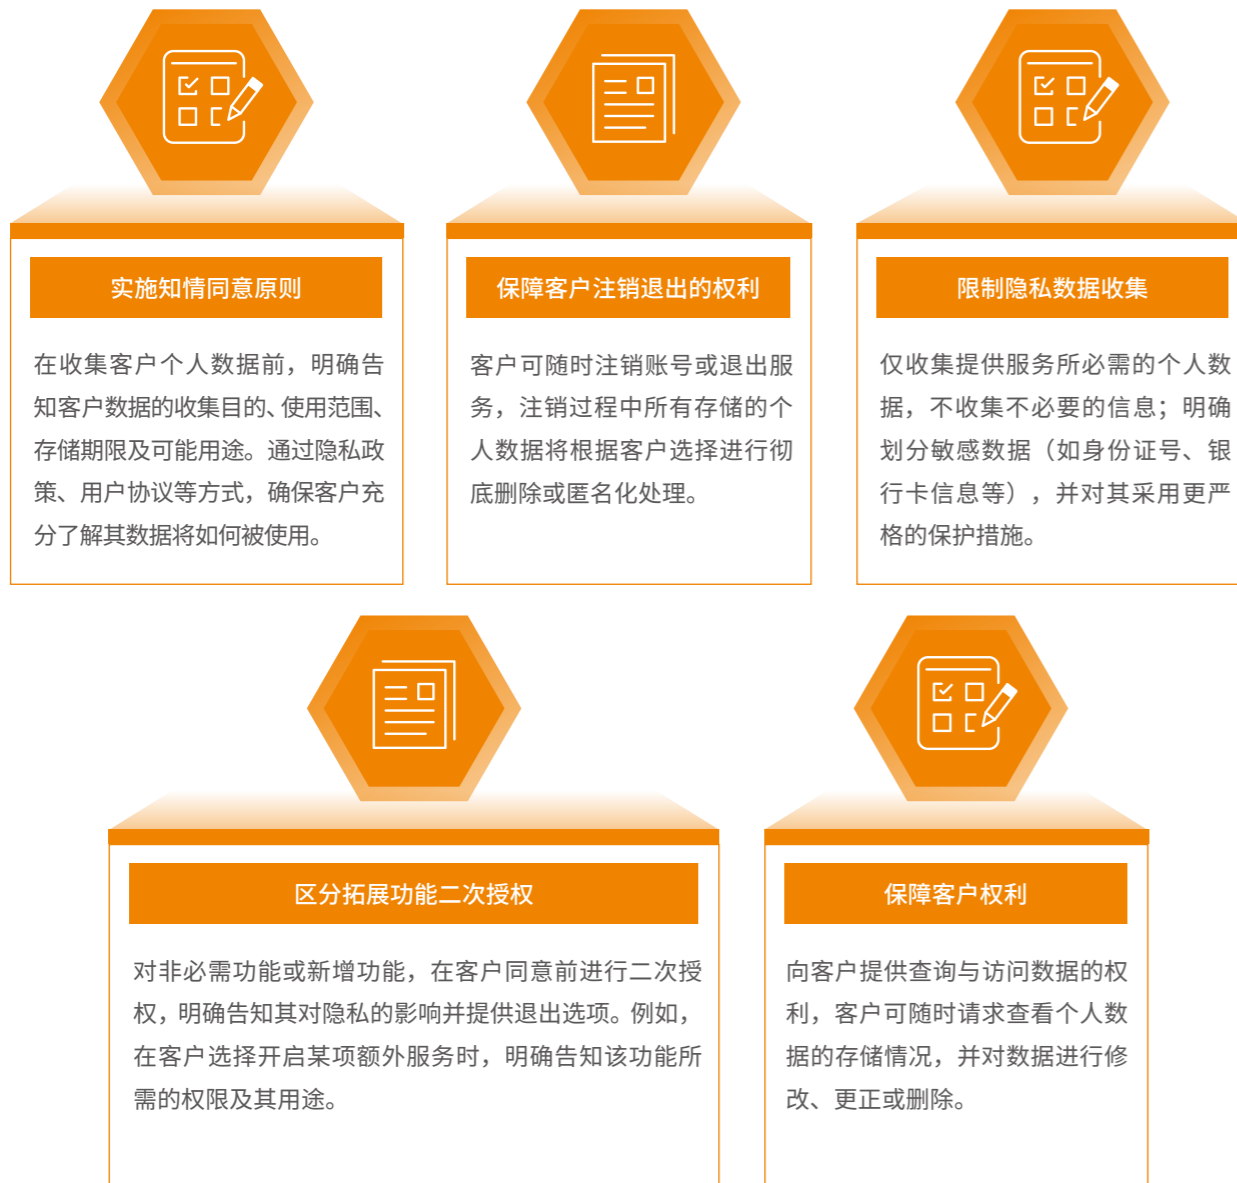 实施知情同意原则
在收集客户个人数据前，明确告
知客户数据的收集目的、使用范围、
存储期限及可能用途。通过隐私政
策、用户协议等方式，确保客户充
分了解其数据将如何被使用。
保障客户注销退出的权利
客户可随时注销账号或退出服
务，注销过程中所有存储的个
人数据将根据客户选择进行彻
底删除或匿名化处理。
限制隐私数据收集
仅收集提供服务所必需的个人数
据，不收集不必要的信息；明确
划分敏感数据（如身份证号、银
行卡信息等），并对其采用更严
格的保护措施。
区分拓展功能二次授权
对非必需功能或新增功能，在客户同意前进行二次授
权，明确告知其对隐私的影响并提供退出选项。例如，
在客户选择开启某项额外服务时，明确告知该功能所
需的权限及其用途。
保障客户权利
向客户提供查询与访问数据的权
利，客户可随时请求查看个人数
据的存储情况，并对数据进行修
改、更正或删除。